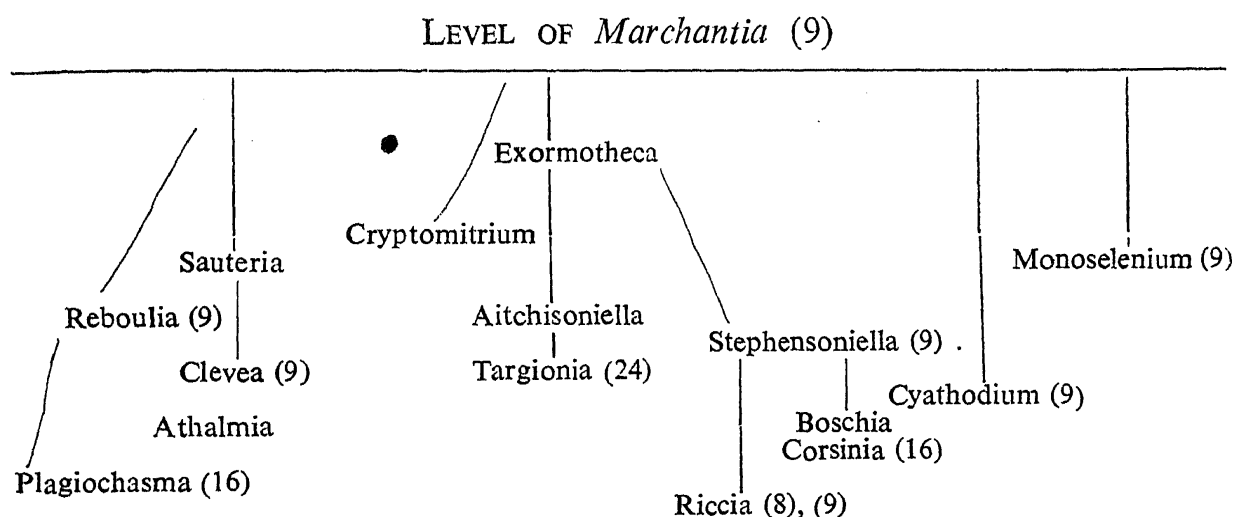 LEVEL OF Marchantia (9)
Exormotheca
Cryptomitrium
Sauteria
Monoselenium (9)
Reboulia (9)
Aitchisoniella
Stephensoniella (9) .
Clevea (9)
Targionia (24)
Cyathodium (9)
Athalmia
Boschia
Corsinia (16)
Plagiochasma (16)
Riccia (8), (9)